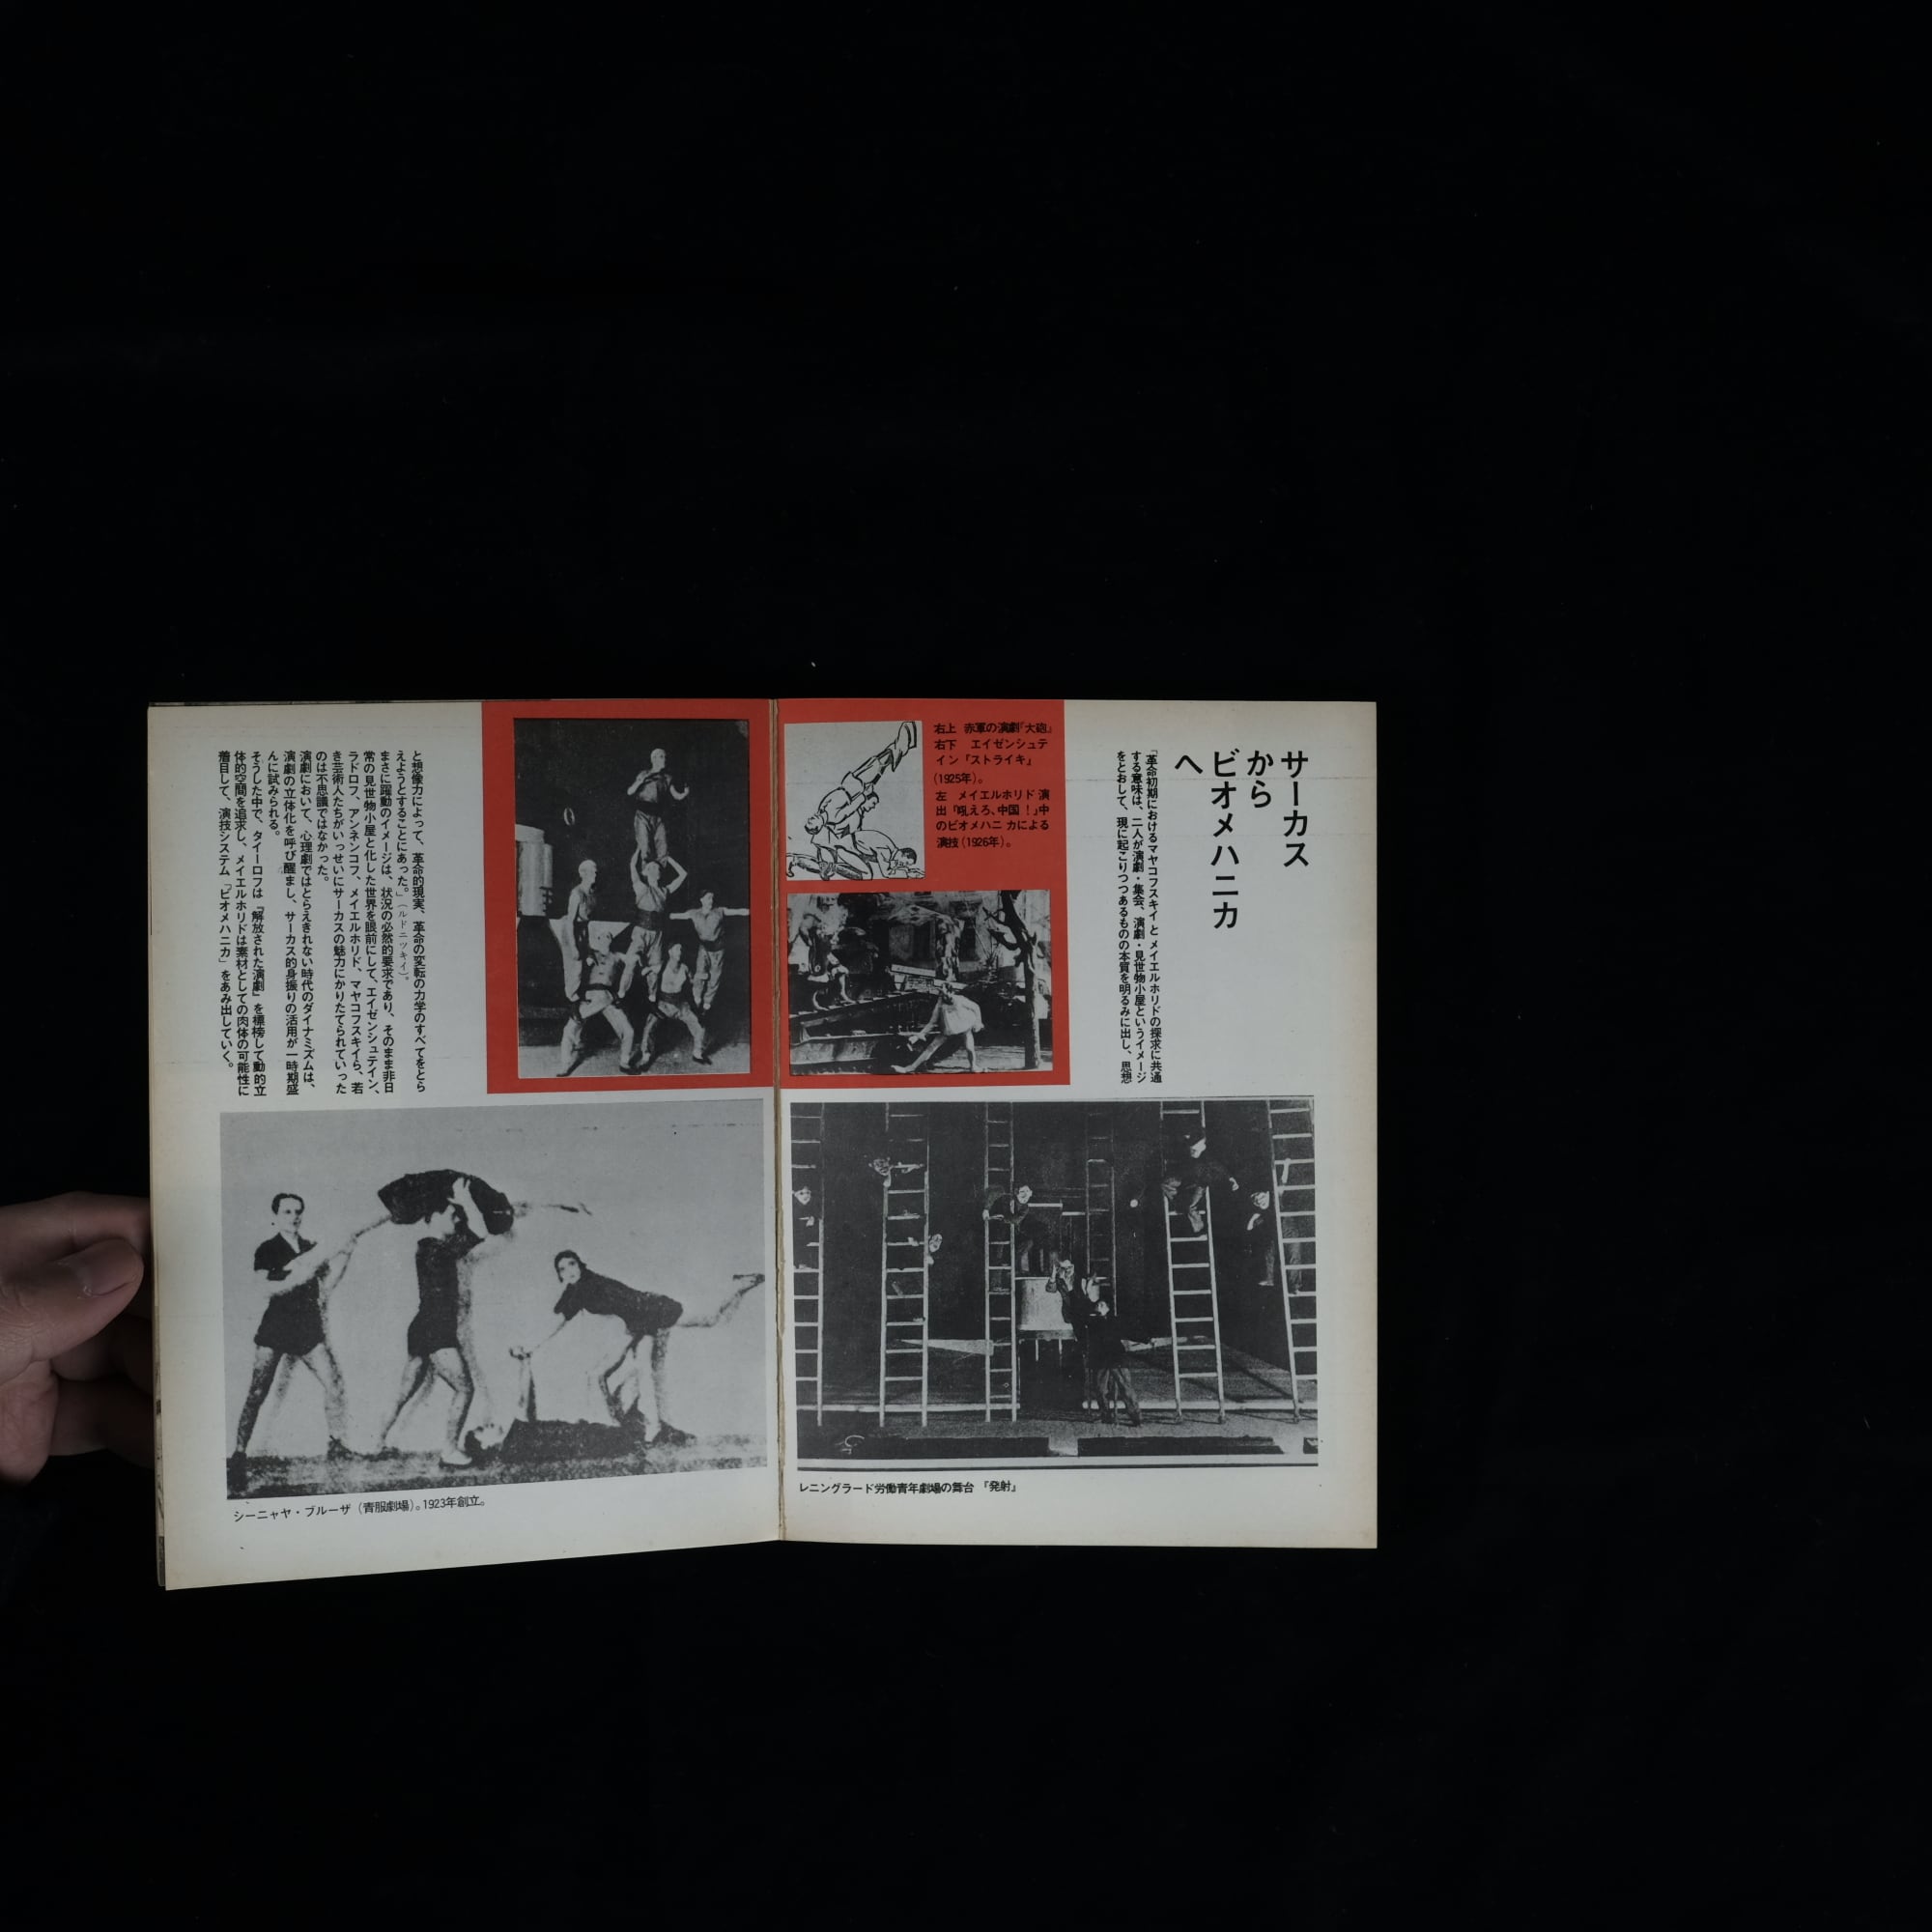 サーカス
から
ビオメハニカ
へ
「革命初期におけるマヤコフスキイとメイエルホリドの探求に共通
する意味は、二人が演劇・集会、演劇・見世物小屋というイメージ
をとおして、現に起こりつつあるものの本質を明るみに出し、思想
右上 赤軍の演劇『大砲』
右下 エイゼンシュテ
イン『ストライキ』
(1925年)。
左 メイエルホリド演
出「吼えろ、中国!」中
のビオメハニカによる
演技(1926年)。
レニングラード労働青年劇場の舞台 『発射』
と想像力によって、革命的現実、革命の変転の力学のすべてをとら
えようとすることにあった。」(ルドニツキイ)。
まさに躍動のイメージは、状況の必然的要求であり、そのまま非日
常の見世物小屋と化した世界を眼前にして、エイゼンシュテイン、
ラドロフ、アンネンコフ、メイエルホリド、マヤコフスキイら、若
き芸術人たちがいっせいにサーカスの魅力にかりたてられていった
のは不思議ではなかった。
演劇において、心理劇ではとらえきれない時代のダイナミズムは、
演劇の立体化を呼び醒まし、サーカス的身振りの活用が一時期盛
んに試みられる。
そうした中で、タイーロフは『解放された演劇』を標榜して動的立
体的空間を追求し、メイエルホリドは素材としての肉体の可能性に
着目して、演技システム「ビオメハニカ」をあみ出していく。
シーニャヤ・ブルーザ(青服劇場)。1923年創立。